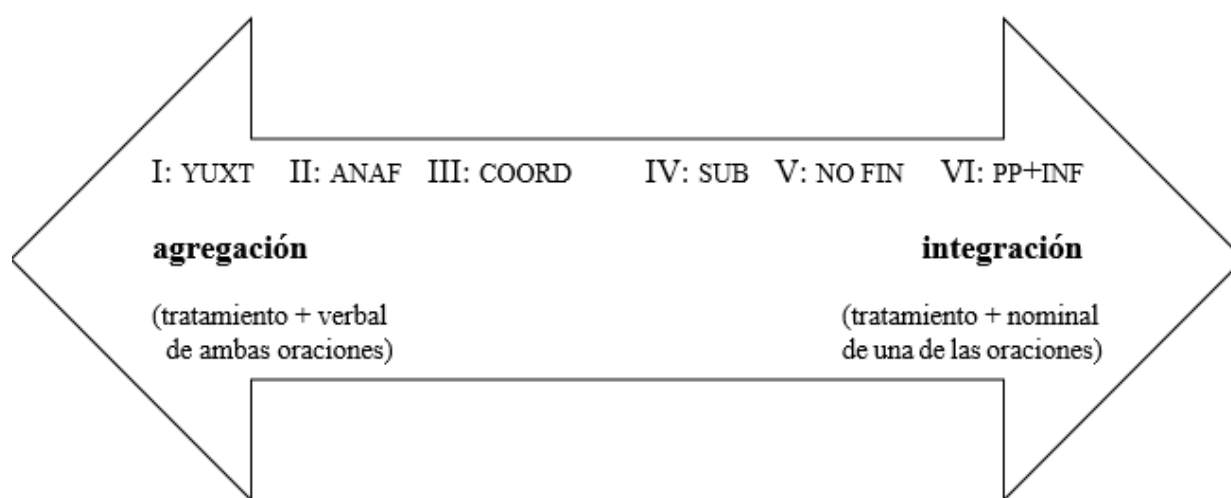 I: YUXT II: ANAF III: COORD IV: SUB V: NO FIN VI: PP+INF
agregación integración
(tratamiento + verbal (tratamiento + nominal
de ambas oraciones) de una de las oraciones)